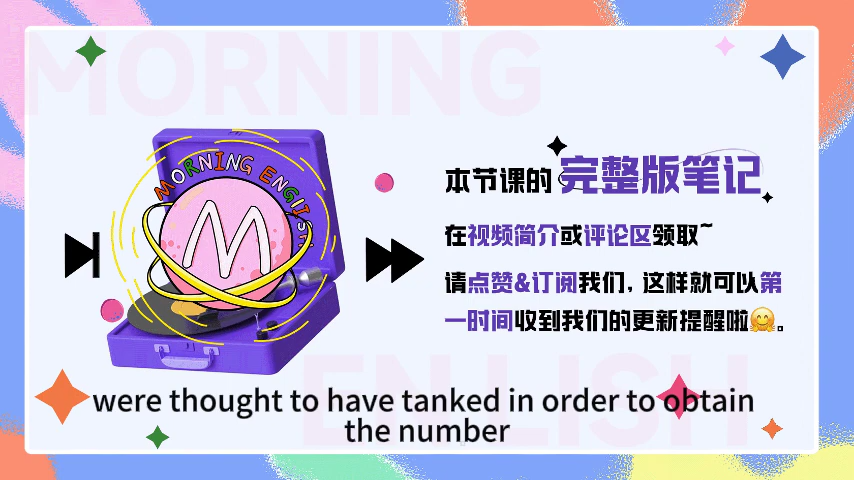 MORNING
MORNING ENGLISH
M
本节课的 完整版笔记
在视频简介或评论区领取~
请点赞&订阅我们，这样就可以第
一时间收到我们的更新提醒啦🤗。
ENGLISH
were thought to have tanked in order to obtain
the number